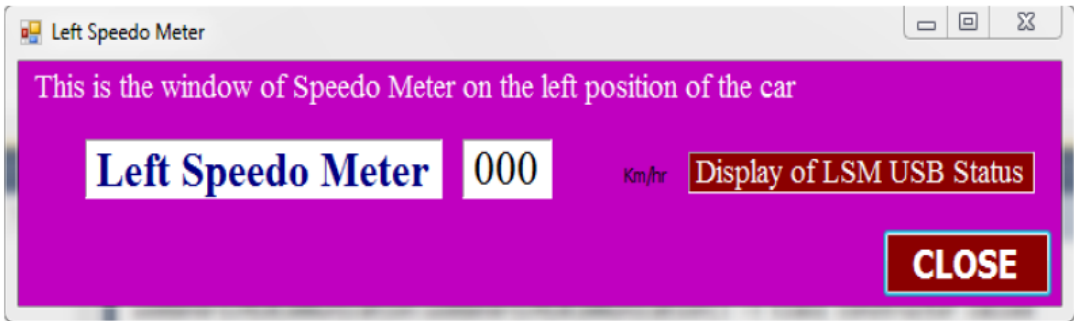 Left Speedo Meter
This is the window of Speedo Meter on the left position of the car
Left Speedo Meter 000 Km/hr Display of LSM USB Status
CLOSE